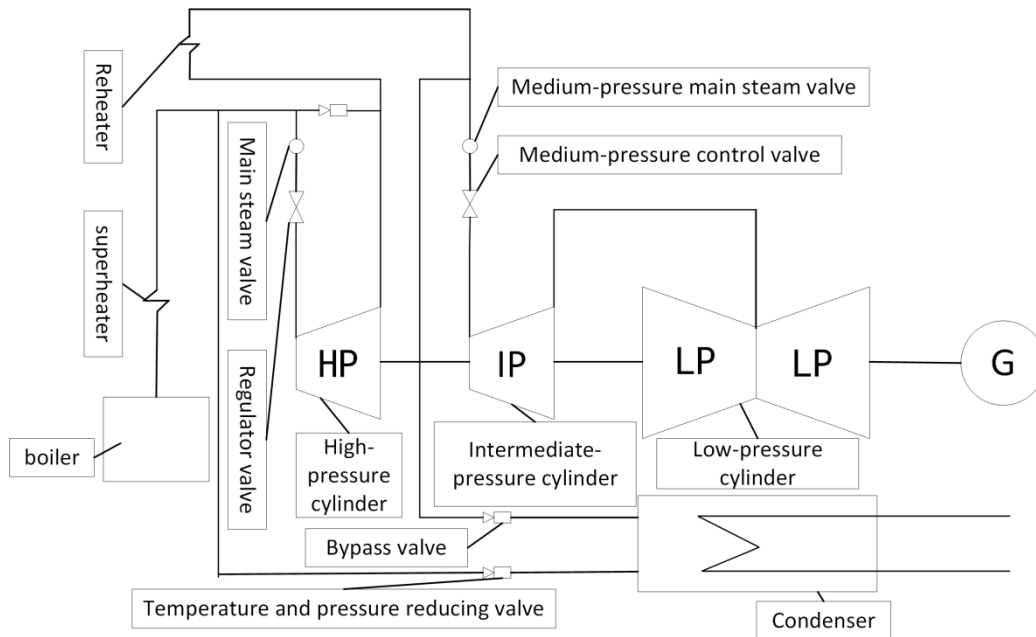 Reheater
Medium-pressure main steam valve
Medium-pressure control valve
Main steam valve
superheater
Regulator valve
HP
IP
LP
LP
G
boiler
High-
pressure
cylinder
Intermediate-
pressure cylinder
Low-pressure
cylinder
Bypass valve
Temperature and pressure reducing valve
Condenser